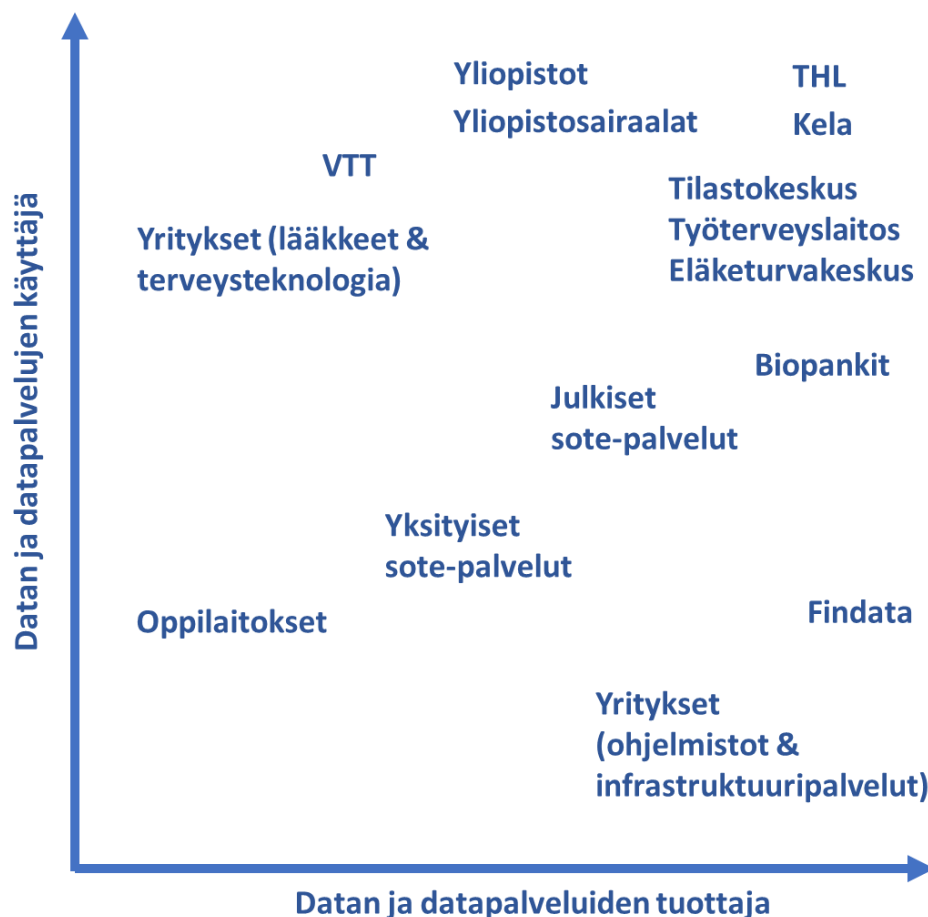 Datan ja datapalvelujen käyttäjä
Yliopistot
Yliopistosairaalat
THL
Kela
VTT
Tilastokeskus
Työterveyslaitos
Eläketurvakeskus
Yritykset (lääkkeet &
terveysteknologia)
Biopankit
Julkiset
sote-palvelut
Yksityiset
sote-palvelut
Oppilaitokset
Findata
Yritykset
(ohjelmistot &
infrastruktuuripalvelut)
Datan ja datapalveluiden tuottaja